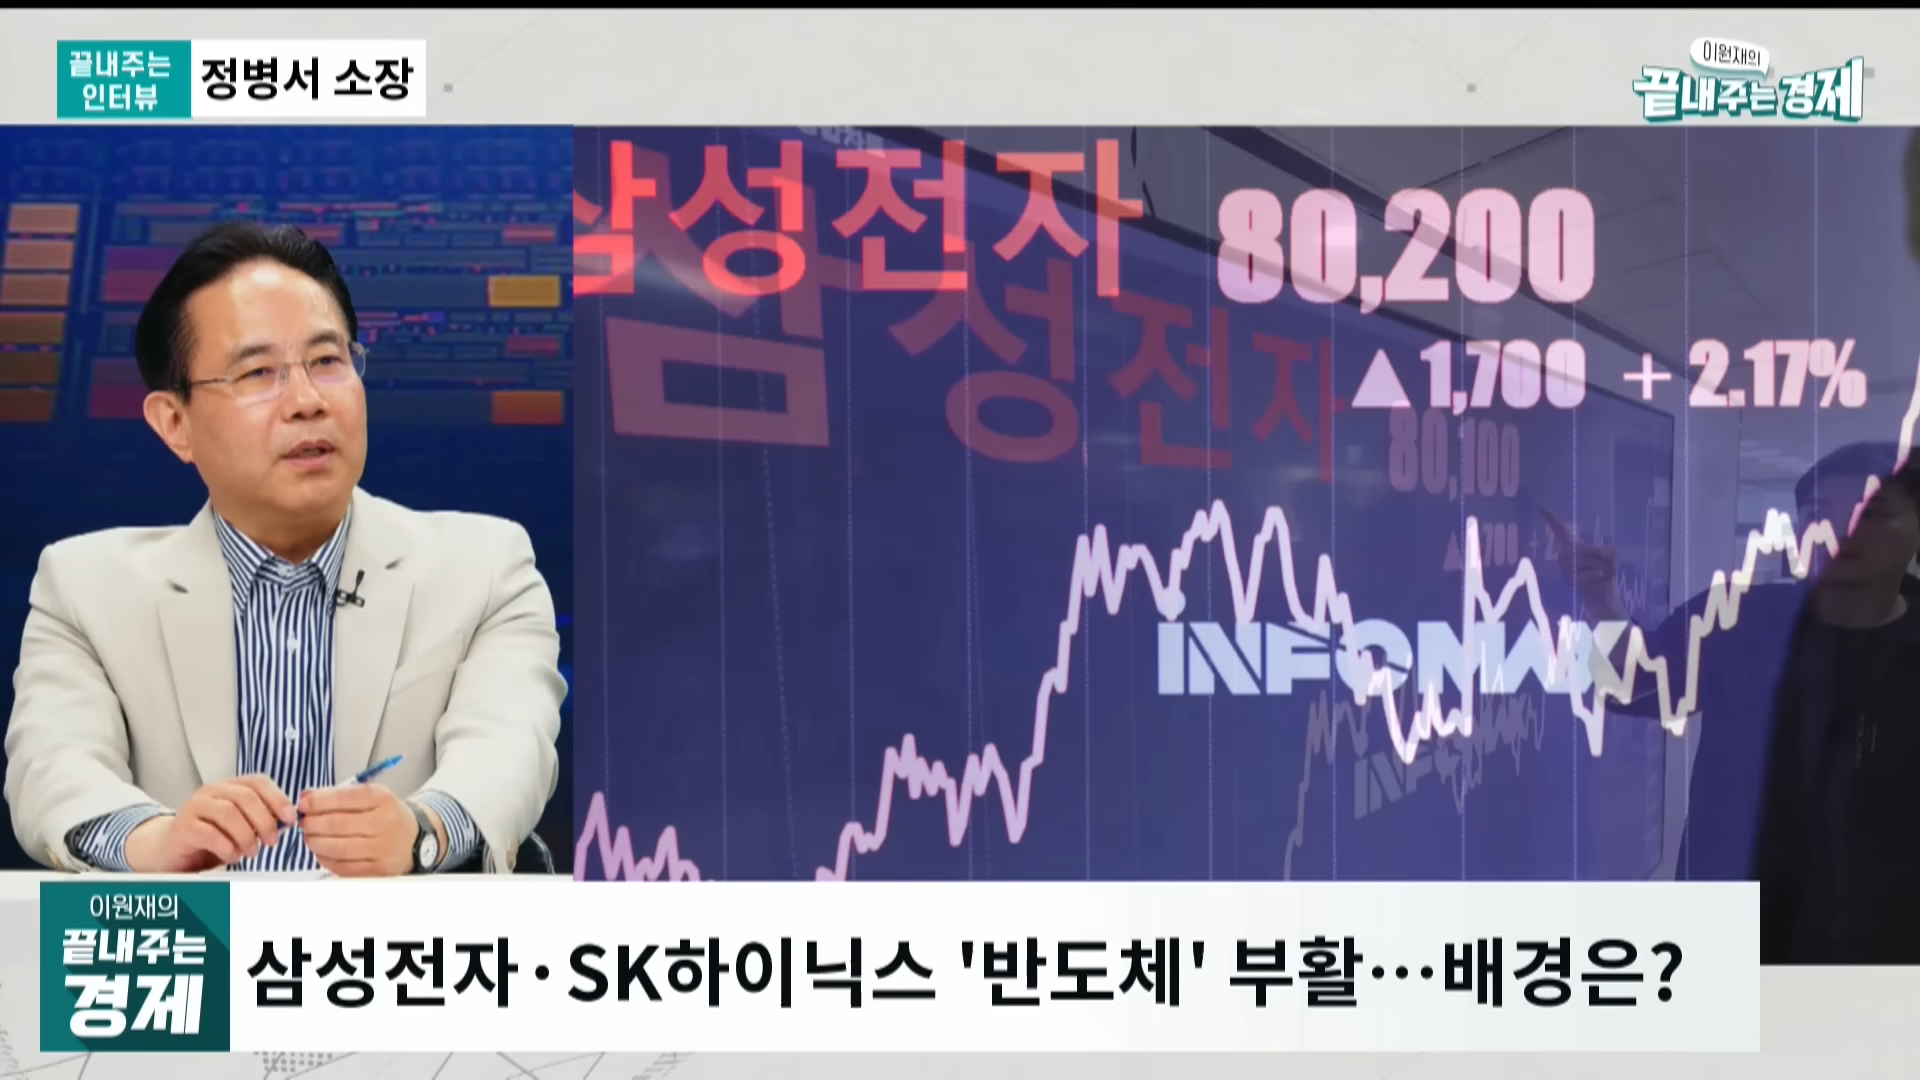 끝내주는
인터뷰
정병서 소장
이원재의
끝내주는 경제
삼성전자
80,200
▲1,700 + 2.17%
삼성전자
80,100
INFOMAX
이원재의
끝내주는
경제
삼성전자·SK하이닉스 '반도체' 부활…배경은?